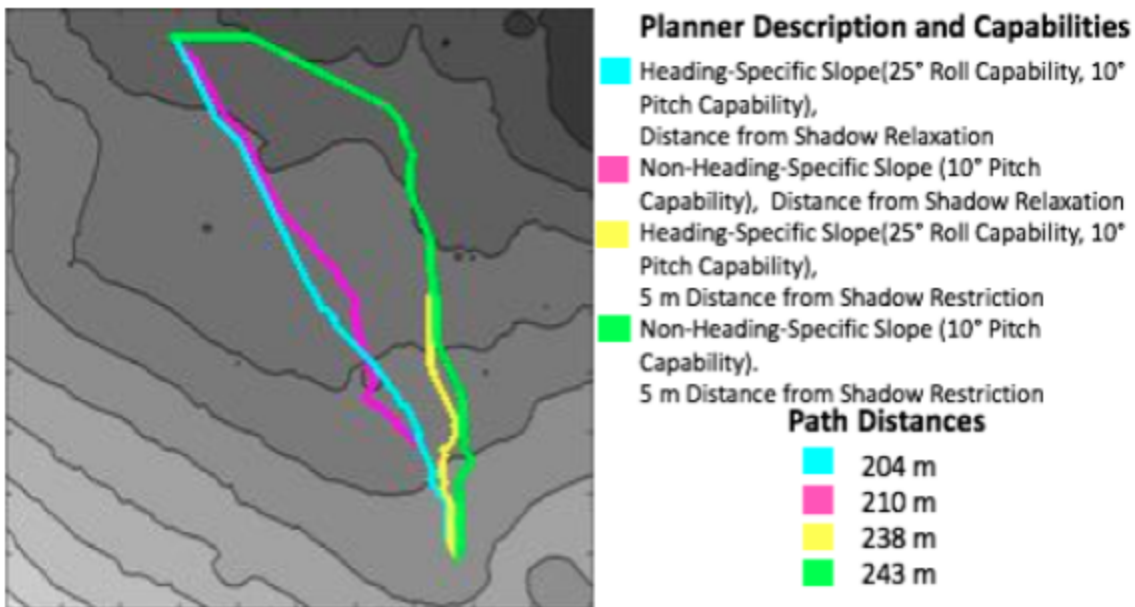 Planner Description and Capabilities
Heading-Specific Slope(25° Roll Capability, 10°
Pitch Capability),
Distance from Shadow Relaxation
Non-Heading-Specific Slope (10° Pitch
Capability), Distance from Shadow Relaxation
Heading-Specific Slope(25° Roll Capability, 10°
Pitch Capability),
5 m Distance from Shadow Restriction
Non-Heading-Specific Slope (10° Pitch
Capability).
5 m Distance from Shadow Restriction
Path Distances
204 m
210 m
238 m
243 m